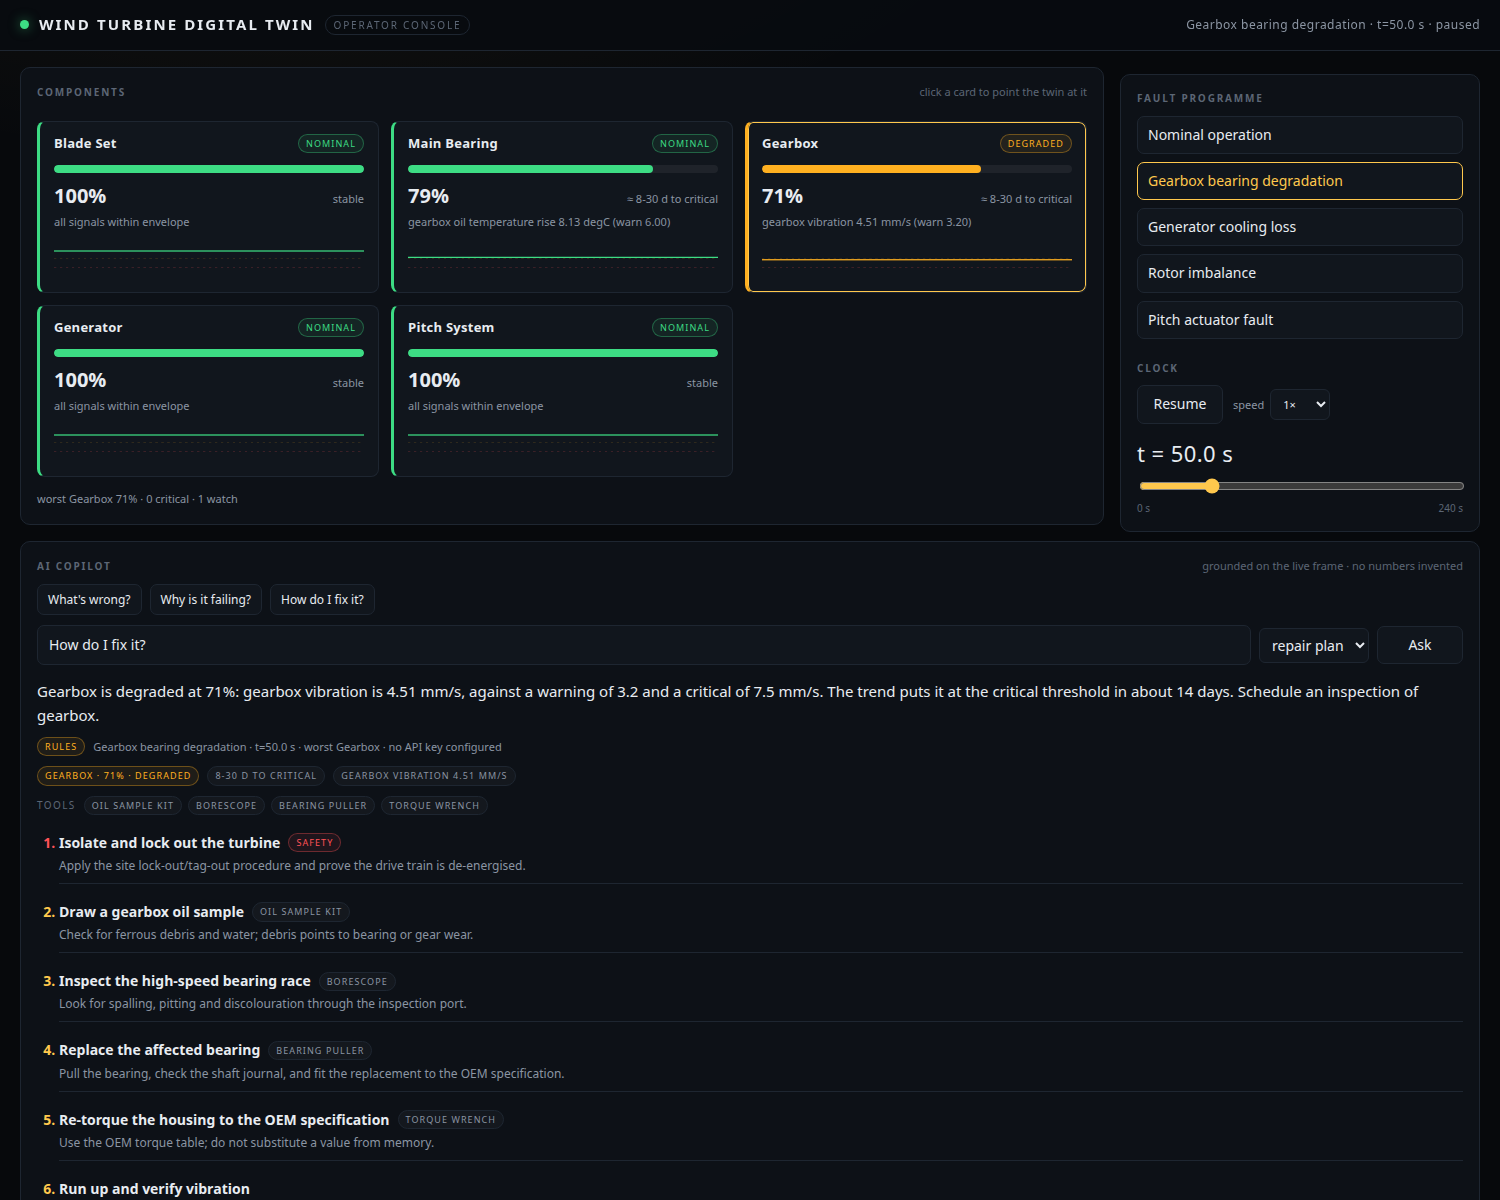 WIND TURBINE DIGITAL TWIN OPERATOR CONSOLE
Gearbox bearing degradation · t=50.0 s · paused
COMPONENTS
click a card to point the twin at it
Blade Set NOMINAL
100% stable
all signals within envelope
Main Bearing NOMINAL
79% ≈ 8-30 d to critical
gearbox oil temperature rise 8.13 degC (warn 6.00)
Gearbox DEGRADED
71% ≈ 8-30 d to critical
gearbox vibration 4.51 mm/s (warn 3.20)
Generator NOMINAL
100% stable
all signals within envelope
Pitch System NOMINAL
100% stable
all signals within envelope
worst Gearbox 71% · 0 critical · 1 watch
FAULT PROGRAMME
Nominal operation
Gearbox bearing degradation
Generator cooling loss
Rotor imbalance
Pitch actuator fault
CLOCK
Resume speed 1×
t = 50.0 s
0 s 240 s
AI COPILOT
grounded on the live frame · no numbers invented
What's wrong? Why is it failing? How do I fix it?
How do I fix it? repair plan Ask
Gearbox is degraded at 71%: gearbox vibration is 4.51 mm/s, against a warning of 3.2 and a critical of 7.5 mm/s. The trend puts it at the critical threshold in about 14 days. Schedule an inspection of
gearbox.
RULES Gearbox bearing degradation · t=50.0 s · worst Gearbox · no API key configured
GEARBOX · 71% · DEGRADED 8-30 D TO CRITICAL GEARBOX VIBRATION 4.51 MM/S
TOOLS OIL SAMPLE KIT BORESCOPE BEARING PULLER TORQUE WRENCH
1. Isolate and lock out the turbine SAFETY
Apply the site lock-out/tag-out procedure and prove the drive train is de-energised.
2. Draw a gearbox oil sample OIL SAMPLE KIT
Check for ferrous debris and water; debris points to bearing or gear wear.
3. Inspect the high-speed bearing race BORESCOPE
Look for spalling, pitting and discolouration through the inspection port.
4. Replace the affected bearing BEARING PULLER
Pull the bearing, check the shaft journal, and fit the replacement to the OEM specification.
5. Re-torque the housing to the OEM specification TORQUE WRENCH
Use the OEM torque table; do not substitute a value from memory.
6. Run up and verify vibration